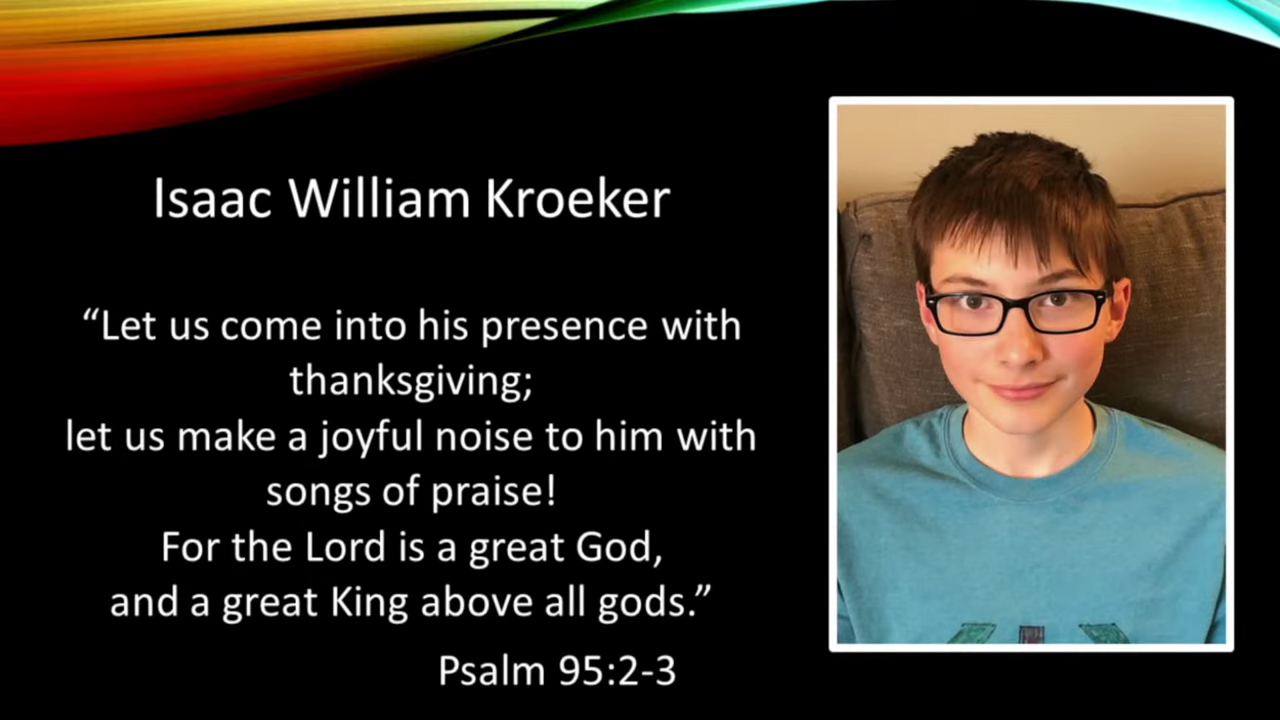 Isaac William Kroeker
“Let us come into his presence with
thanksgiving;
let us make a joyful noise to him with
songs of praise!
For the Lord is a great God,
and a great King above all gods.”
Psalm 95:2-3